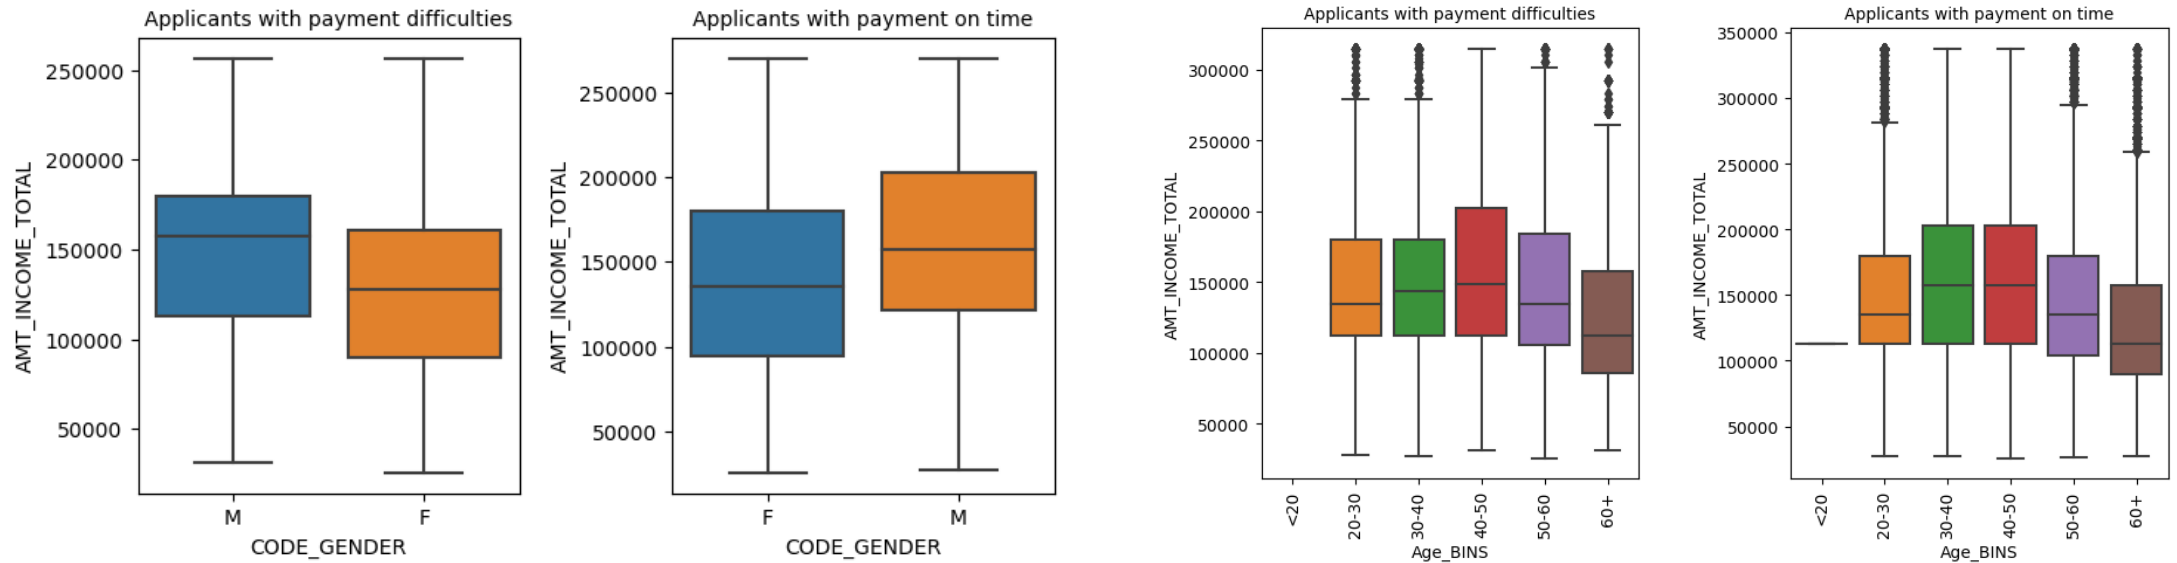 Applicants with payment difficulties
AMT_INCOME_TOTAL
250000
200000
150000
100000
50000
M F
CODE_GENDER
Applicants with payment on time
AMT_INCOME_TOTAL
250000
200000
150000
100000
50000
F M
CODE_GENDER
Applicants with payment difficulties
AMT_INCOME_TOTAL
300000
250000
200000
150000
100000
50000
<20 20-30 30-40 40-50 50-60 60+
Age_BINS
Applicants with payment on time
AMT_INCOME_TOTAL
350000
300000
250000
200000
150000
100000
50000
<20 20-30 30-40 40-50 50-60 60+
Age_BINS